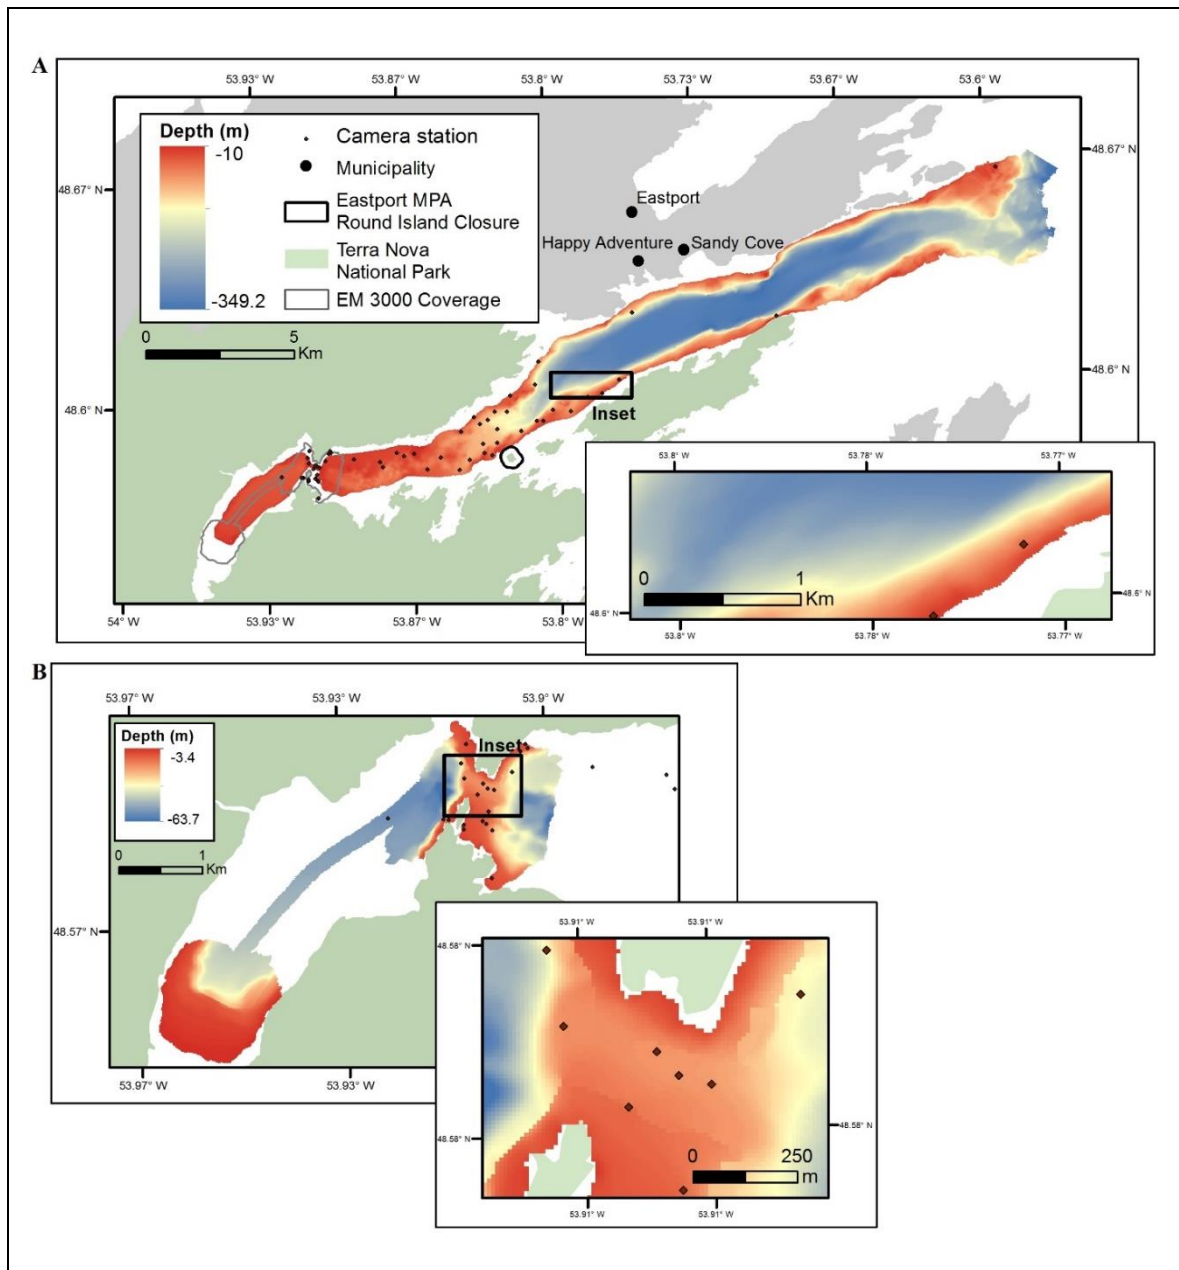 A
53.93° W 53.87° W 53.8° W 53.73° W 53.67° W 53.6° W
Depth (m)
-10
-349.2
Camera station
Municipality
Eastport MPA
Round Island Closure
Terra Nova
National Park
EM 3000 Coverage
0 5
Km
48.67° N
48.67° N
Eastport
Happy Adventure
Sandy Cove
48.6° N
48.6° N
Inset
54° W 53.93° W 53.87° W 53.8° W
53.8° W 53.78° W 53.77° W
0 1
Km
48.6° N
48.6° N
53.8° W 53.78° W 53.77° W
B
53.97° W 53.93° W 53.9° W
Depth (m)
-3.4
-63.7
0 1
Km
Inset
48.57° N
53.97° W 53.93° W
53.91° W 53.91° W
48.58° N
48.58° N
48.58° N
0 250
m
53.91° W 53.91° W